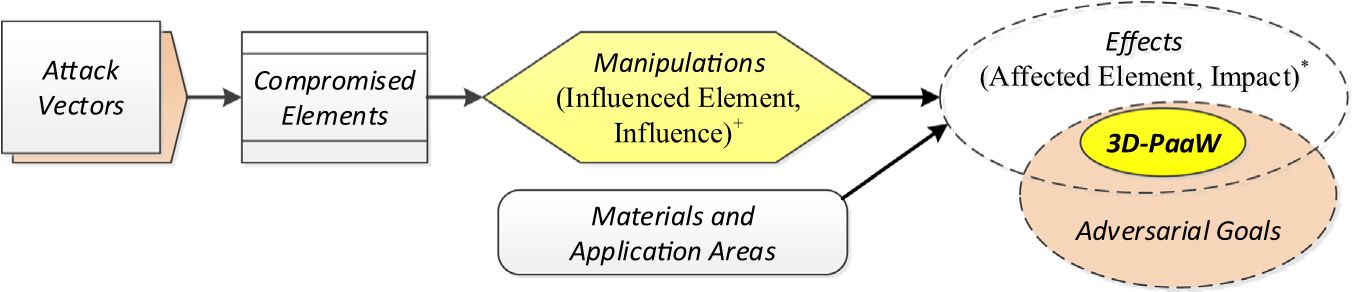 Attack
Vectors
Compromised
Elements
Manipulations
(Influenced Element,
Influence)+
Materials and
Application Areas
Effects
(Affected Element, Impact)*
3D-PaaW
Adversarial Goals